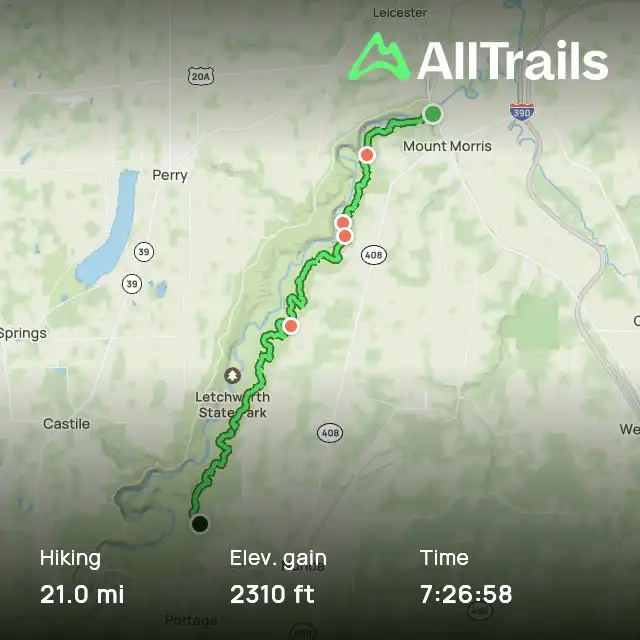 Leicester
AllTrails
20A
390
Mount Morris
Perry
39
408
39
Springs
Letchworth
State Park
Castile
408
We
Hiking
Elev. gain
Time
21.0 mi
2310 ft
7:26:58
Portage